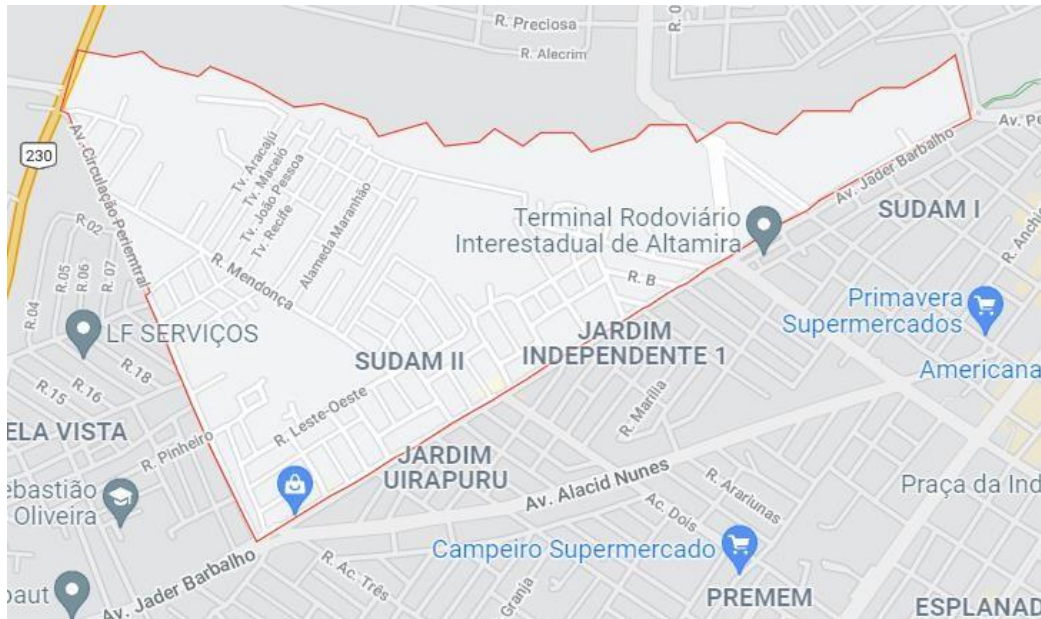 R. Preciosa
R. Alecrim
230
Av. Circulação Periemtral
Tv. Aracajú
Tv. Maceió
Tv. João Pessoa
Tv. Recife
Alameda Maranhão
R. Mendonça
Av. Jader Barbalho
SUDAM I
R. Anchi
Terminal Rodoviário
Interestadual de Altamira
R. B
R.02
R.05
R.06
R.07
R.04
LF SERVIÇOS
R.18
R.16
R.15
ELA VISTA
R. Pinheiro
SUDAM II
R. Leste-Oeste
JARDIM
INDEPENDENTE 1
R. Marília
Primavera
Supermercados
Americana
JARDIM
UIRAPURU
Av. Alacid Nunes
R. Arariunas
Ac. Dois
Praça da Ind
ebastião
Oliveira
Campeiro Supermercado
PREMEM
ESPLANAD
R. Ac. Três
Granja
Av. Jader Barbalho
paut
Av. Pe